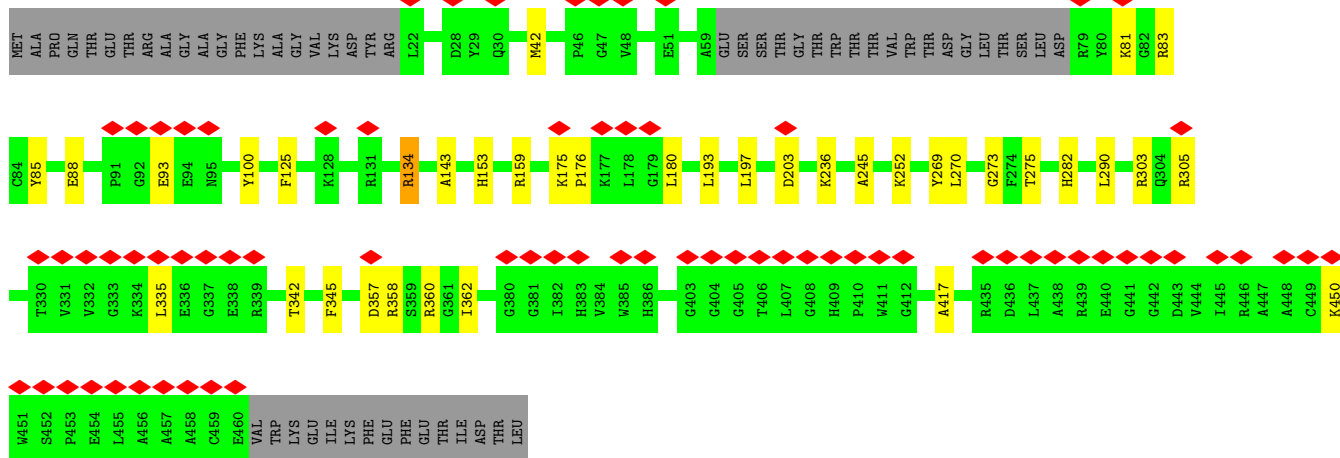 MET ALA PRO GLN THR GLU THR ARG ALA GLY ALA GLY PHE LYS ALA GLY VAL LYS ASP TYR ARG L22 D28 Y29 Q30 M42 P46 G47 V48 E51 A59 GLU SER SER THR GLY THR TRP THR THR VAL TRP THR ASP GLY LEU THR SER LEU ASP R79 Y80 K81 G82 R83
C84 Y85 E88 P91 G92 E93 E94 N95 Y100 F125 K128 R131 R134 A143 H153 R159 K175 P176 K177 L178 G179 L180 L193 L197 D203 K236 A245 K252 Y269 L270 G273 F274 T275 H282 L290 R303 Q304 R305
T330 V331 V332 G333 K334 L335 E336 G337 E338 R339 T342 F345 D357 R358 S359 R360 G361 I362 G380 G381 I382 H383 V384 W385 H386 G403 G404 G405 T406 L407 G408 H409 P410 W411 G412 A417 R435 D436 L437 A438 R439 E440 G441 G442 D443 V444 I445 R446 A447 A448 C449 K450
W451 S452 P453 E454 L455 A456 A457 A458 C459 E460 VAL TRP LYS GLU ILE LYS PHE GLU PHE GLU THR ILE ASP THR LEU